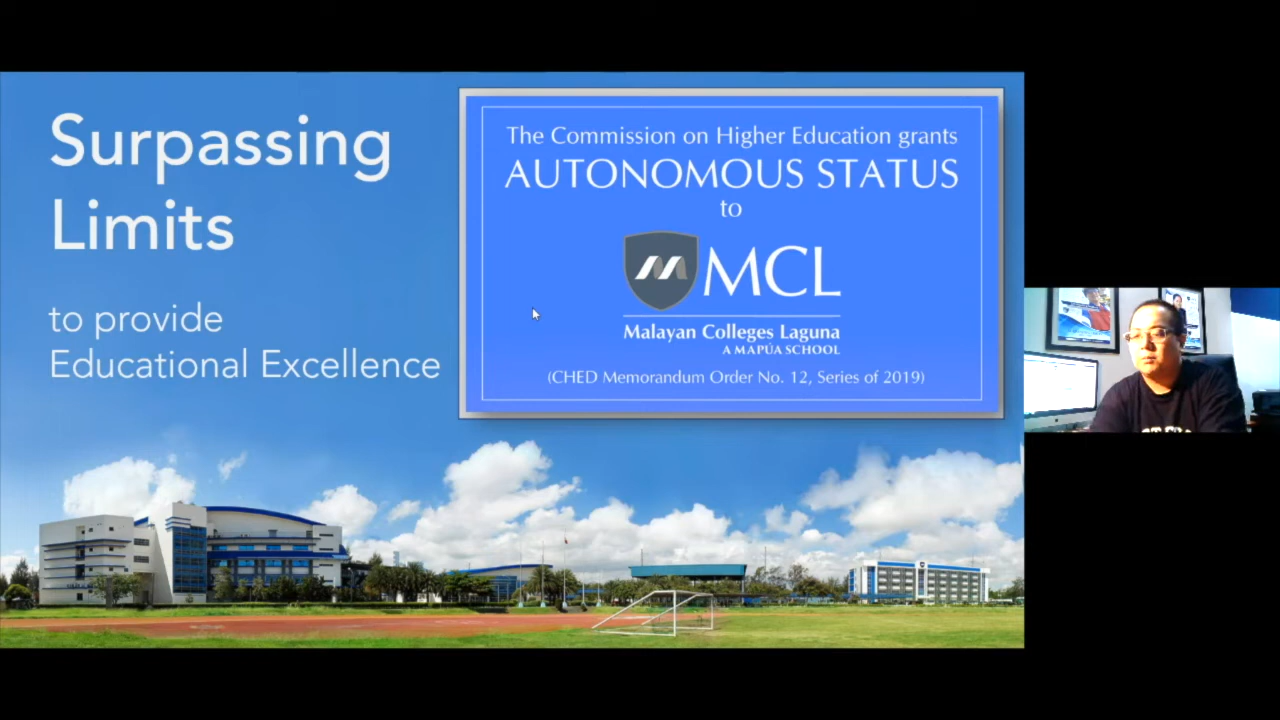 Surpassing
Limits
to provide
Educational Excellence
The Commission on Higher Education grants
AUTONOMOUS STATUS
to
MCL
Malayan Colleges Laguna
A MAPÚA SCHOOL
(CHED Memorandum Order No. 12, Series of 2019)